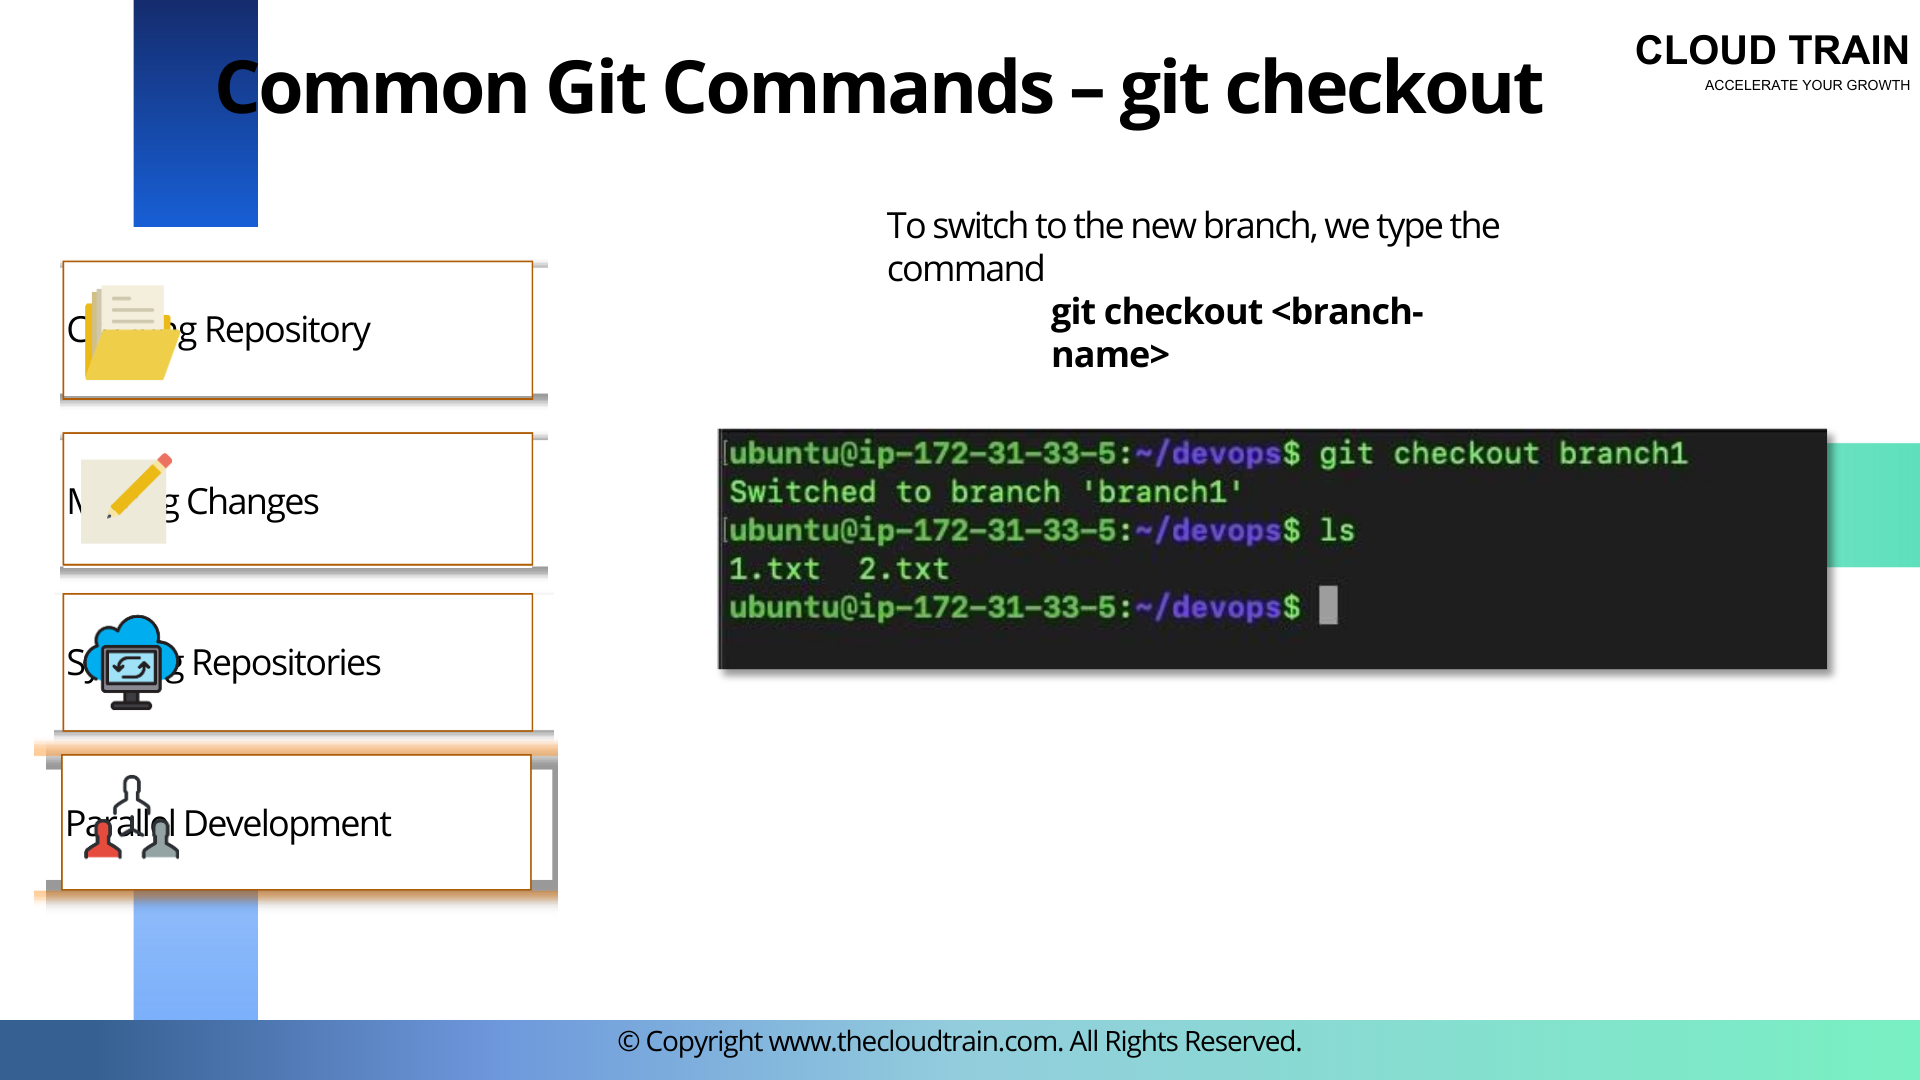 Common Git Commands – git checkout
CLOUD TRAIN
ACCELERATE YOUR GROWTH
To switch to the new branch, we type the
command
git checkout <branch-
name>
Repository
Changes
Repositories
Parallel Development
ubuntu@ip-172-31-33-5:~/devops$ git checkout branch1
Switched to branch 'branch1'
ubuntu@ip-172-31-33-5:~/devops$ ls
1.txt 2.txt
ubuntu@ip-172-31-33-5:~/devops$
© Copyright www.thecloudtrain.com. All Rights Reserved.